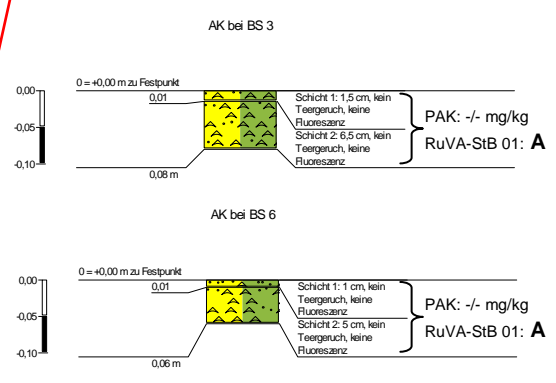 AK bei BS 3
0 = +0,00 m zu Festpunkt
0,00
0,01
-0,05
-0,10
0,08 m
Schicht 1: 1,5 cm, kein
Teergeruch, keine
Fluoreszenz
Schicht 2: 6,5 cm, kein
Teergeruch, keine
Fluoreszenz
PAK: -/- mg/kg
RuVA-StB 01: A
AK bei BS 6
0 = +0,00 m zu Festpunkt
0,00
0,01
-0,05
-0,10
0,06 m
Schicht 1: 1 cm, kein
Teergeruch, keine
Fluoreszenz
Schicht 2: 5 cm, kein
Teergeruch, keine
Fluoreszenz
PAK: -/- mg/kg
RuVA-StB 01: A